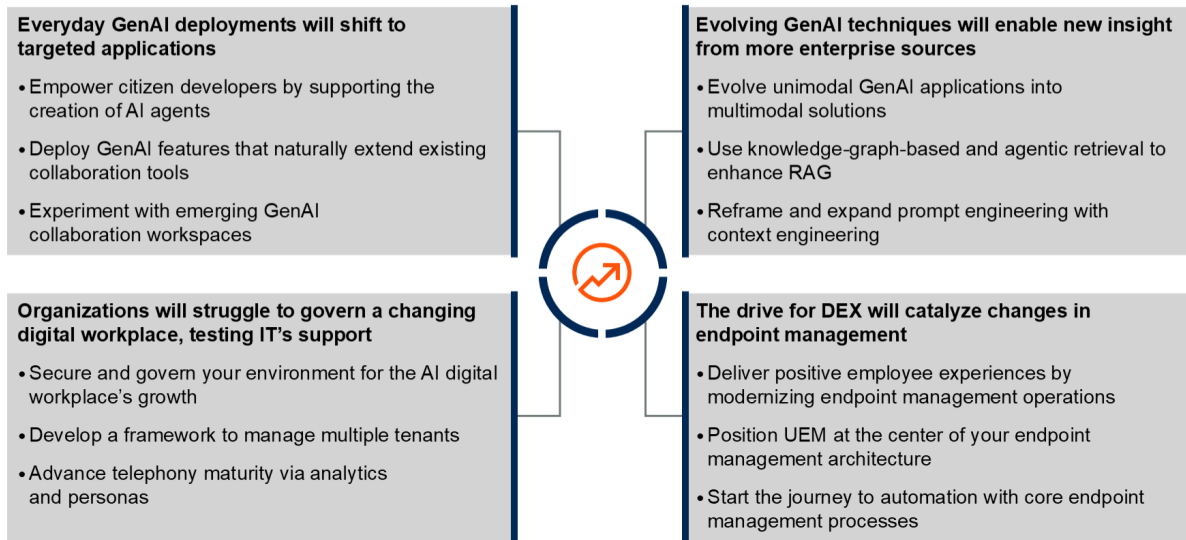 Everyday GenAI deployments will shift to
targeted applications
• Empower citizen developers by supporting the
creation of AI agents
• Deploy GenAI features that naturally extend existing
collaboration tools
• Experiment with emerging GenAI
collaboration workspaces
Evolving GenAI techniques will enable new insight
from more enterprise sources
• Evolve unimodal GenAI applications into
multimodal solutions
• Use knowledge-graph-based and agentic retrieval to
enhance RAG
• Reframe and expand prompt engineering with
context engineering
Organizations will struggle to govern a changing
digital workplace, testing IT’s support
• Secure and govern your environment for the AI digital
workplace’s growth
• Develop a framework to manage multiple tenants
• Advance telephony maturity via analytics
and personas
The drive for DEX will catalyze changes in
endpoint management
• Deliver positive employee experiences by
modernizing endpoint management operations
• Position UEM at the center of your endpoint
management architecture
• Start the journey to automation with core endpoint
management processes